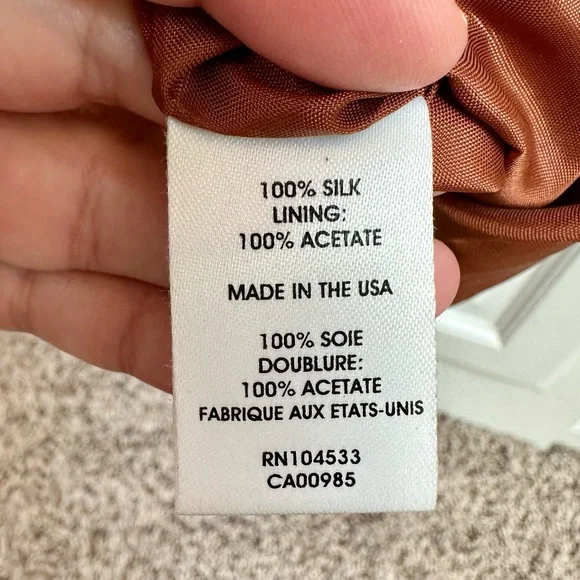 100% SILK
LINING:
100% ACETATE
MADE IN THE USA
100% SOIE
DOUBLURE:
100% ACETATE
FABRIQUE AUX ETATS-UNIS
RN104533
CA00985